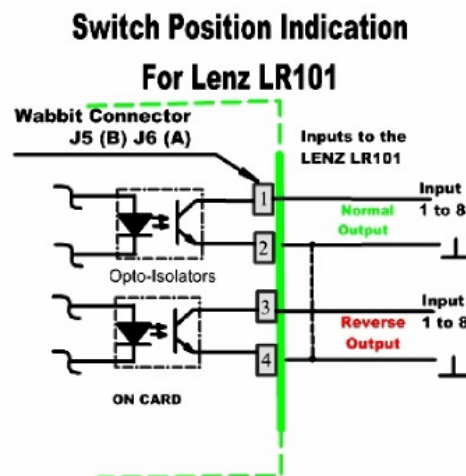 Switch Position Indication
For Lenz LR101
Wabbit Connector
J5 (B) J6 (A)
Inputs to the
LENZ LR101
1
Input
1 to 8
Normal
Output
2
Opto-Isolators
3
Input
1 to 8
Reverse
Output
4
ON CARD